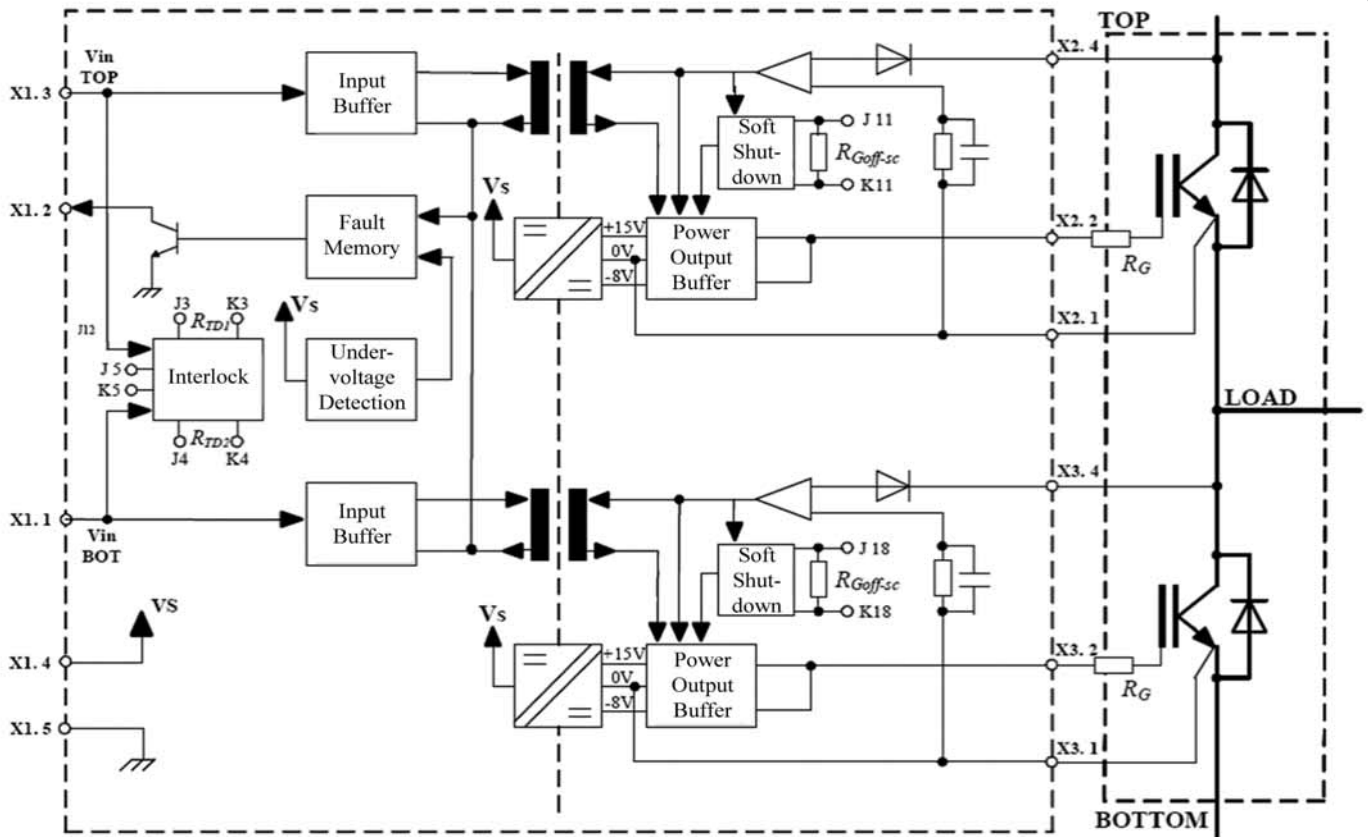 TOP
X2. 4
Vin
TOP
X1.3
Input
Buffer
Soft
Shut-
down
J 11
RGoff-sc
K11
X1.2
Fault
Memory
Vs
+15V
0V
-8V
Power
Output
Buffer
X2. 2
RG
X2. 1
J3
RTD1
K3
Vs
J12
J 5
K5
Interlock
Under-
voltage
Detection
J4
RTD2
K4
LOAD
X3. 4
X1.1
Vin
BOT
Input
Buffer
Soft
Shut-
down
J 18
RGoff-sc
K18
VS
X1.4
Vs
+15V
0V
-8V
Power
Output
Buffer
X3. 2
RG
X1.5
X3. 1
BOTTOM